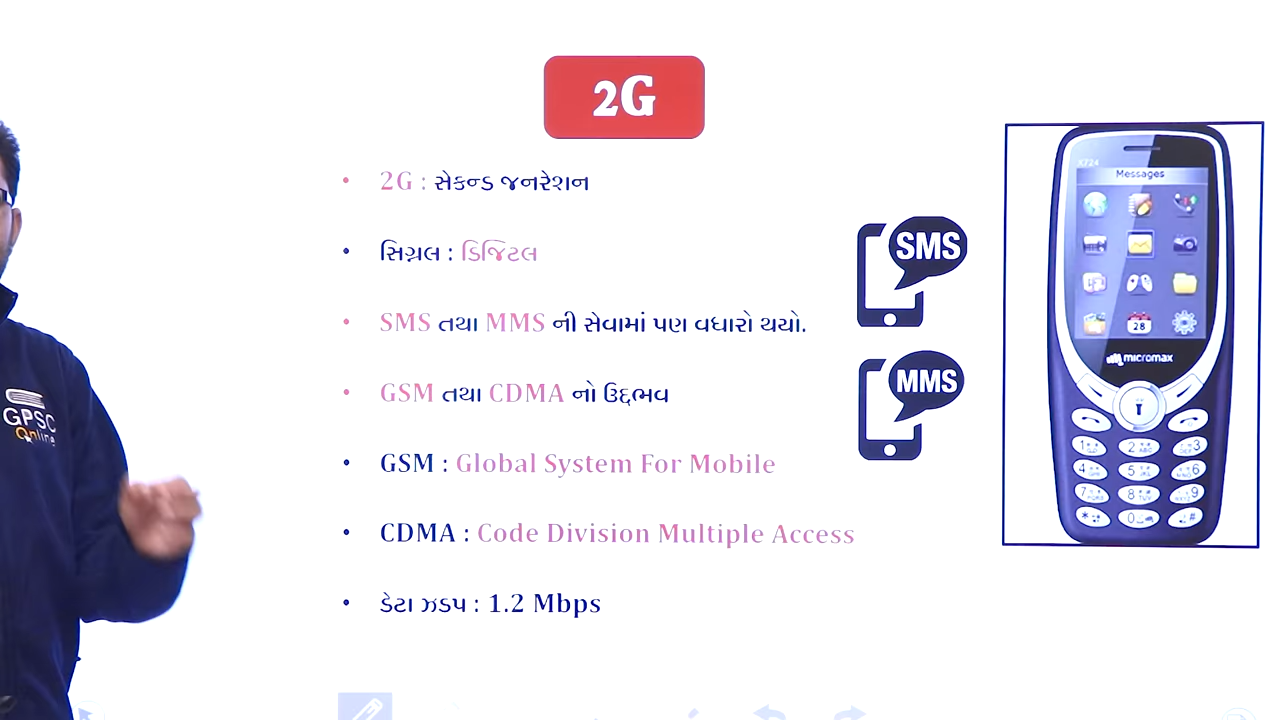 2G
2G : સેકન્ડ જનરેશન
સિગ્નલ : ડિજિટલ
SMS તથા MMS ની સેવામાં પણ વધારો થયો.
GSM તથા CDMA નો ઉદ્દભવ
GSM : Global System For Mobile
CDMA : Code Division Multiple Access
ડેટા ઝડપ : 1.2 Mbps
SMS
MMS
X724
Messages
28
micromax
GPSC
Online